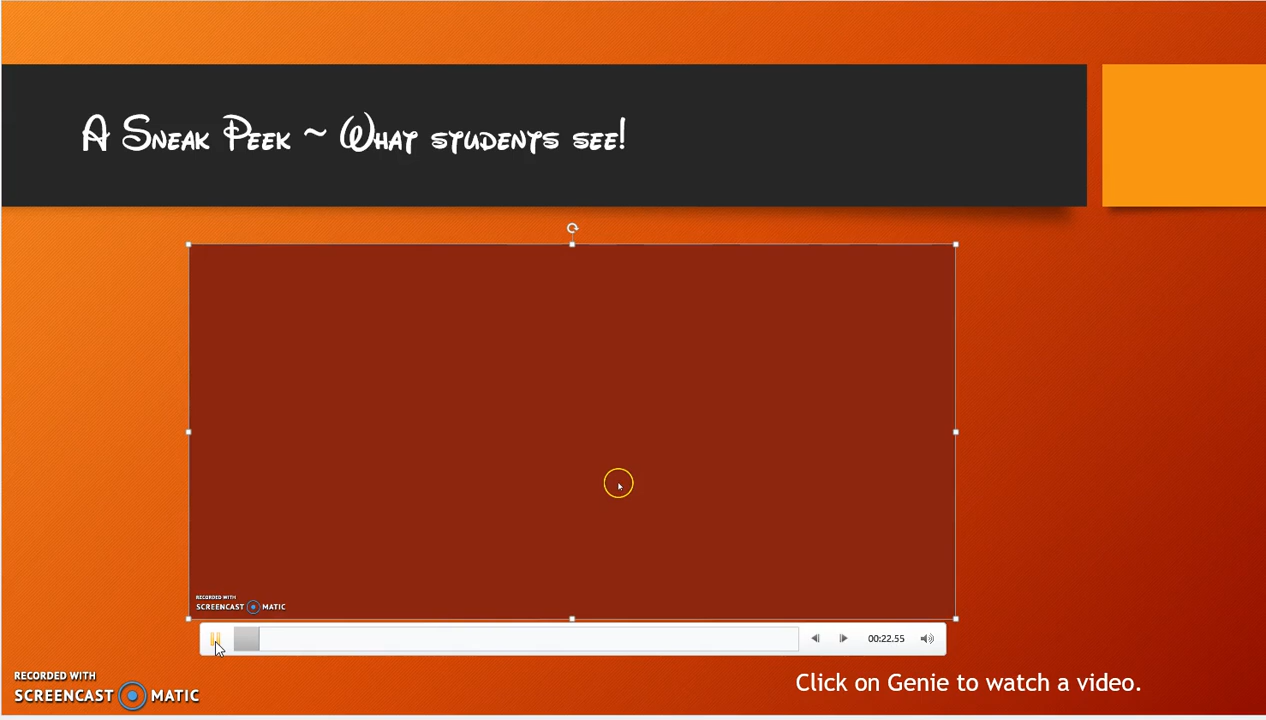 A Sneak Peek ~ What students see!
RECORDED WITH
SCREENCAST MATIC
00:22.55
RECORDED WITH
SCREENCAST MATIC
Click on Genie to watch a video.